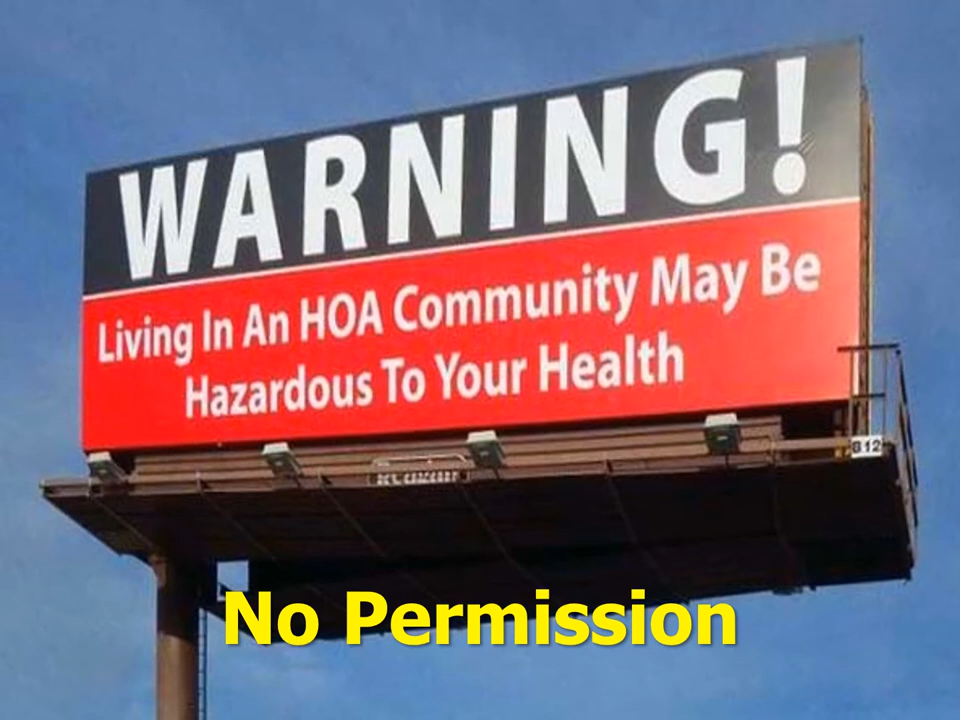 WARNING!
Living In An HOA Community May Be
Hazardous To Your Health
812
No Permission